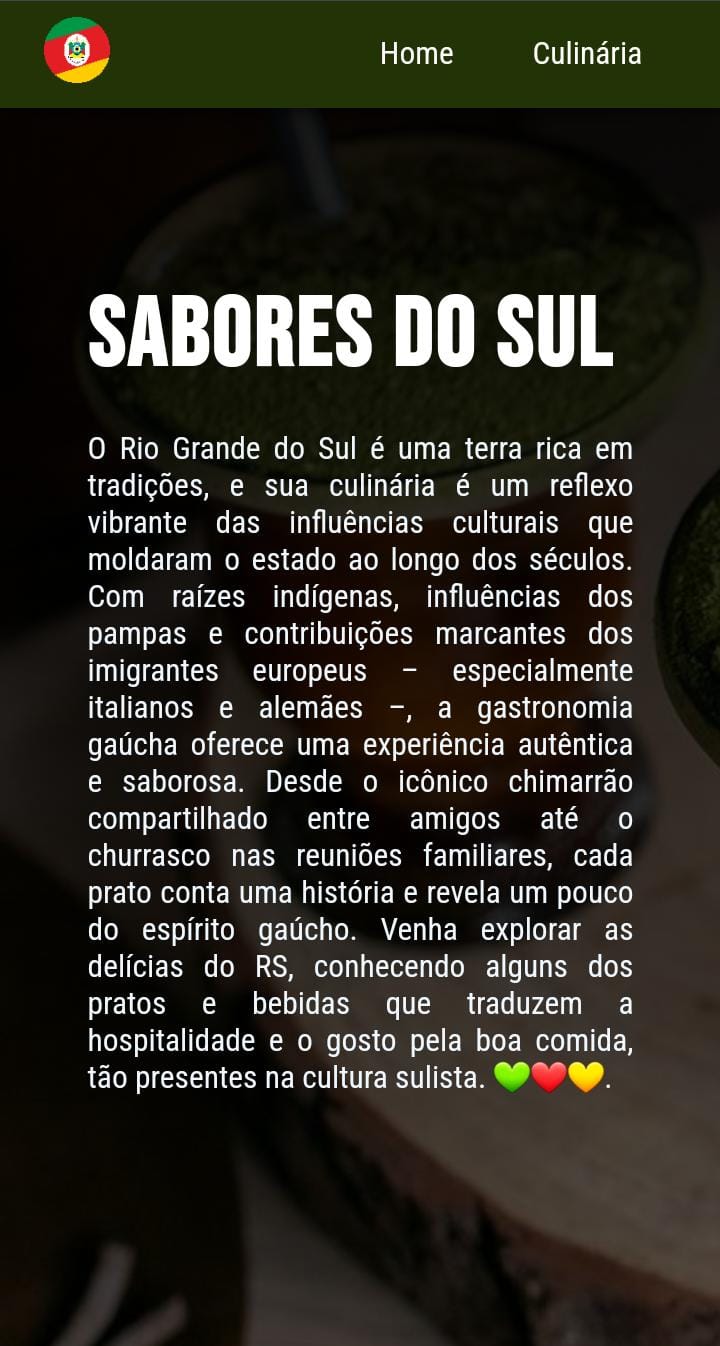 Home Culinária
SABORES DO SUL
O Rio Grande do Sul é uma terra rica em
tradições, e sua culinária é um reflexo
vibrante das influências culturais que
moldaram o estado ao longo dos séculos.
Com raízes indígenas, influências dos
pampas e contribuições marcantes dos
imigrantes europeus – especialmente
italianos e alemães –, a gastronomia
gaúcha oferece uma experiência autêntica
e saborosa. Desde o icônico chimarrão
compartilhado entre amigos até o
churrasco nas reuniões familiares, cada
prato conta uma história e revela um pouco
do espírito gaúcho. Venha explorar as
delícias do RS, conhecendo alguns dos
pratos e bebidas que traduzem a
hospitalidade e o gosto pela boa comida,
tão presentes na cultura sulista. 💚❤️💛.